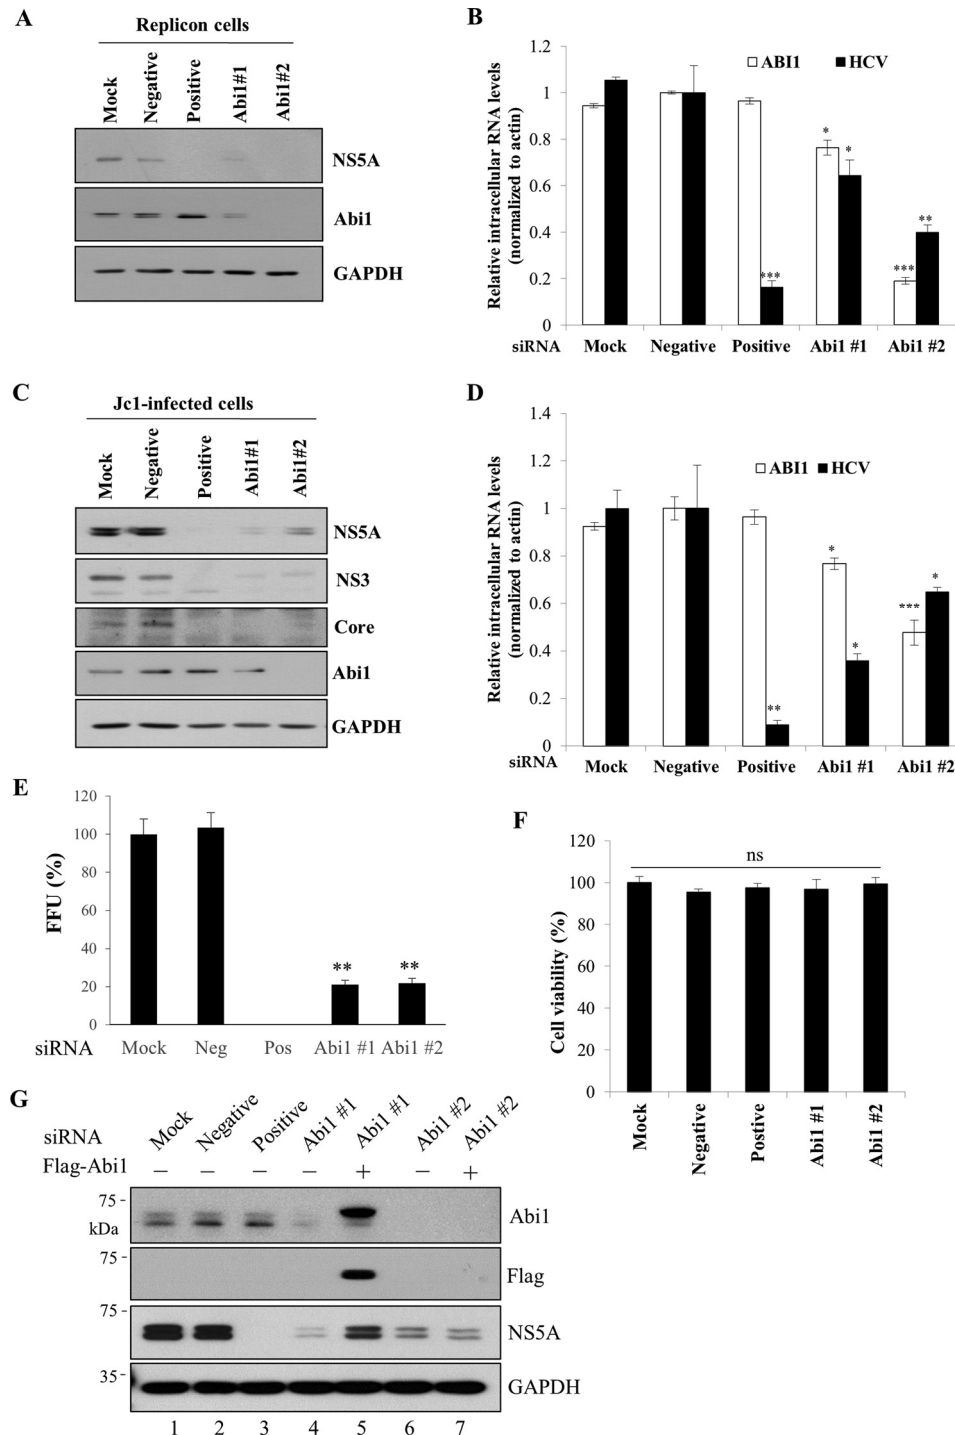 A
Replicon cells
Mock
Negative
Positive
Abi1#1
Abi1#2
NS5A
Abi1
GAPDH
B
Relative intracellular RNA levels
(normalized to actin)
1.2
1
0.8
0.6
0.4
0.2
0
ABI1
HCV
*
*
***
***
**
siRNA
Mock
Negative
Positive
Abi1 #1
Abi1 #2
C
Jc1-infected cells
Mock
Negative
Positive
Abi1#1
Abi1#2
NS5A
NS3
Core
Abi1
GAPDH
D
Relative intracellular RNA levels
(normalized to actin)
1.4
1.2
1
0.8
0.6
0.4
0.2
0
ABI1
HCV
**
*
*
***
*
siRNA
Mock
Negative
Positive
Abi1 #1
Abi1 #2
E
FFU (%)
120
100
80
60
40
20
0
**
**
siRNA
Mock
Neg
Pos
Abi1 #1
Abi1 #2
F
Cell viability (%)
120
100
80
60
40
20
0
ns
Mock
Negative
Postive
Abi1 #1
Abi1 #2
G
siRNA
Mock
Negative
Positive
Abi1 #1
Abi1 #1
Abi1 #2
Abi1 #2
Flag-Abi1
– – – – + – +
75
kDa
Abi1
75
Flag
75
NS5A
35
GAPDH
1 2 3 4 5 6 7